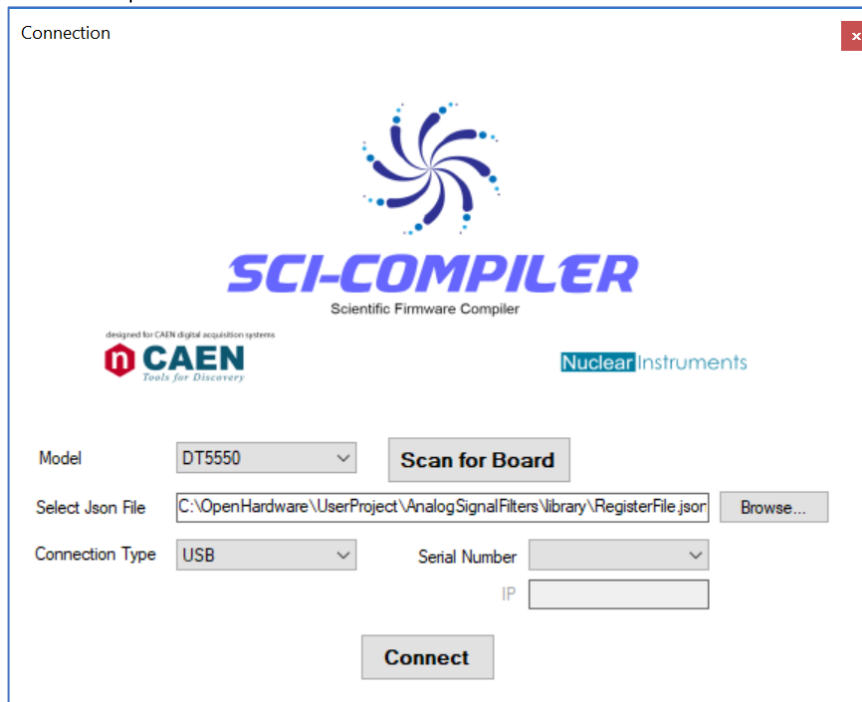 Connection
x
SCI-COMPILER
Scientific Firmware Compiler
designed for CAEN digital acquisition systems
n CAEN
Tools for Discovery
Nuclear Instruments
Model DT5550 Scan for Board
Select Json File C:\OpenHardware\UserProject\AnalogSignalFilters\library\RegisterFile.json Browse...
Connection Type USB Serial Number
IP
Connect